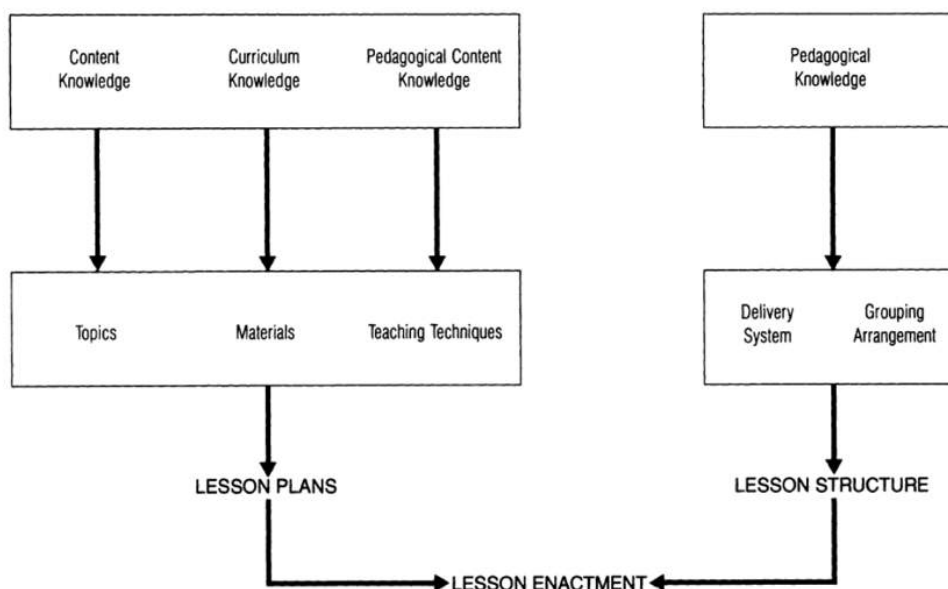 Content
Knowledge
Curriculum
Knowledge
Pedagogical Content
Knowledge
Pedagogical
Knowledge
Topics
Materials
Teaching Techniques
Delivery
System
Grouping
Arrangement
LESSON PLANS
LESSON STRUCTURE
LESSON ENACTMENT